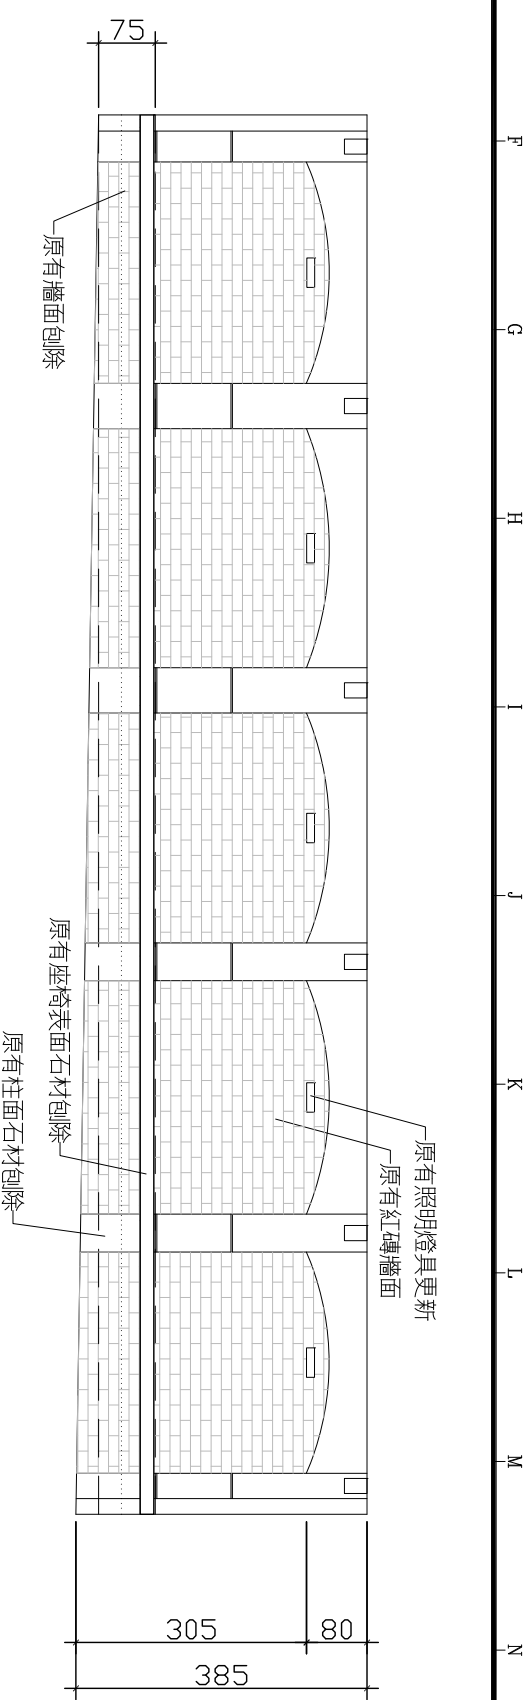 75
F
G
H
I
J
K
L
M
N
原有牆面刨除
原有座椅表面石材刨除
原有柱面石材刨除
原有照明燈具更新
原有紅磚牆面
305
80
385